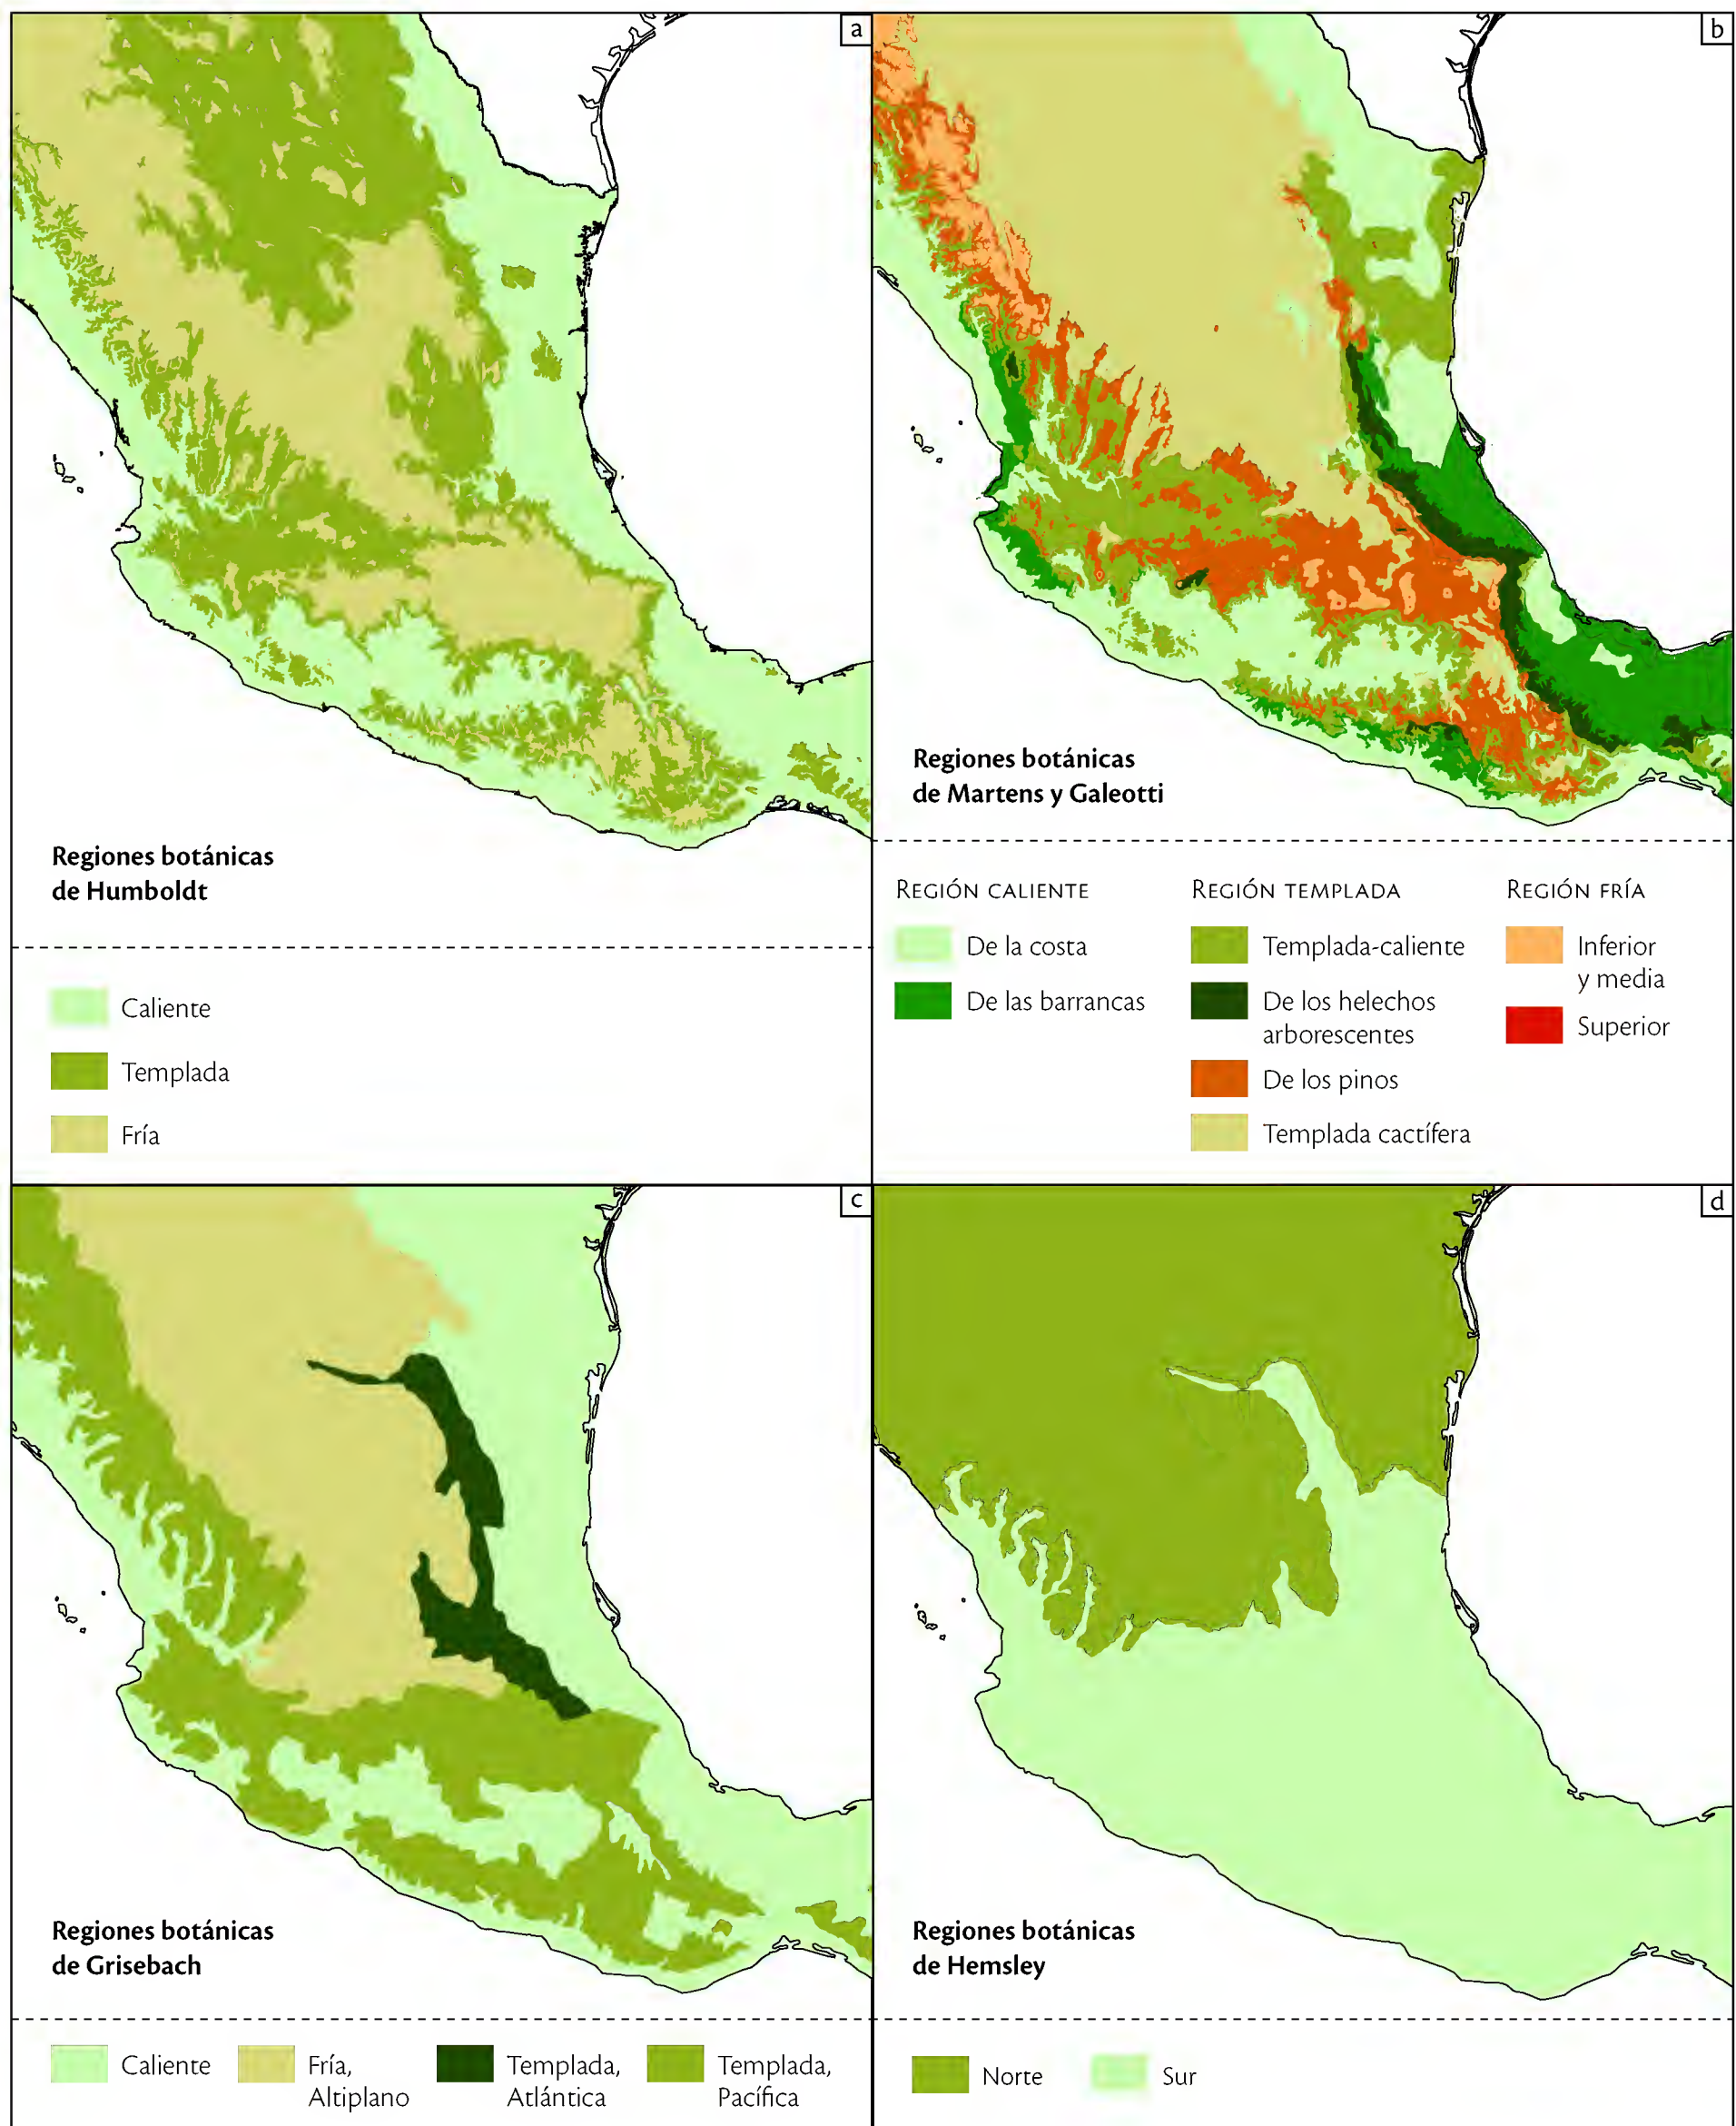 a
Regiones botánicas
de Humboldt
Caliente
Templada
Fría
b
Regiones botánicas
de Martens y Galeotti
REGIÓN CALIENTE
De la costa
De las barrancas
REGIÓN TEMPLADA
Templada-caliente
De los helechos
arborescentes
De los pinos
Templada cactífera
REGIÓN FRÍA
Inferior
y media
Superior
c
Regiones botánicas
de Grisebach
Caliente
Fría,
Altiplano
Templada,
Atlántica
Templada,
Pacífica
d
Regiones botánicas
de Hemsley
Norte
Sur